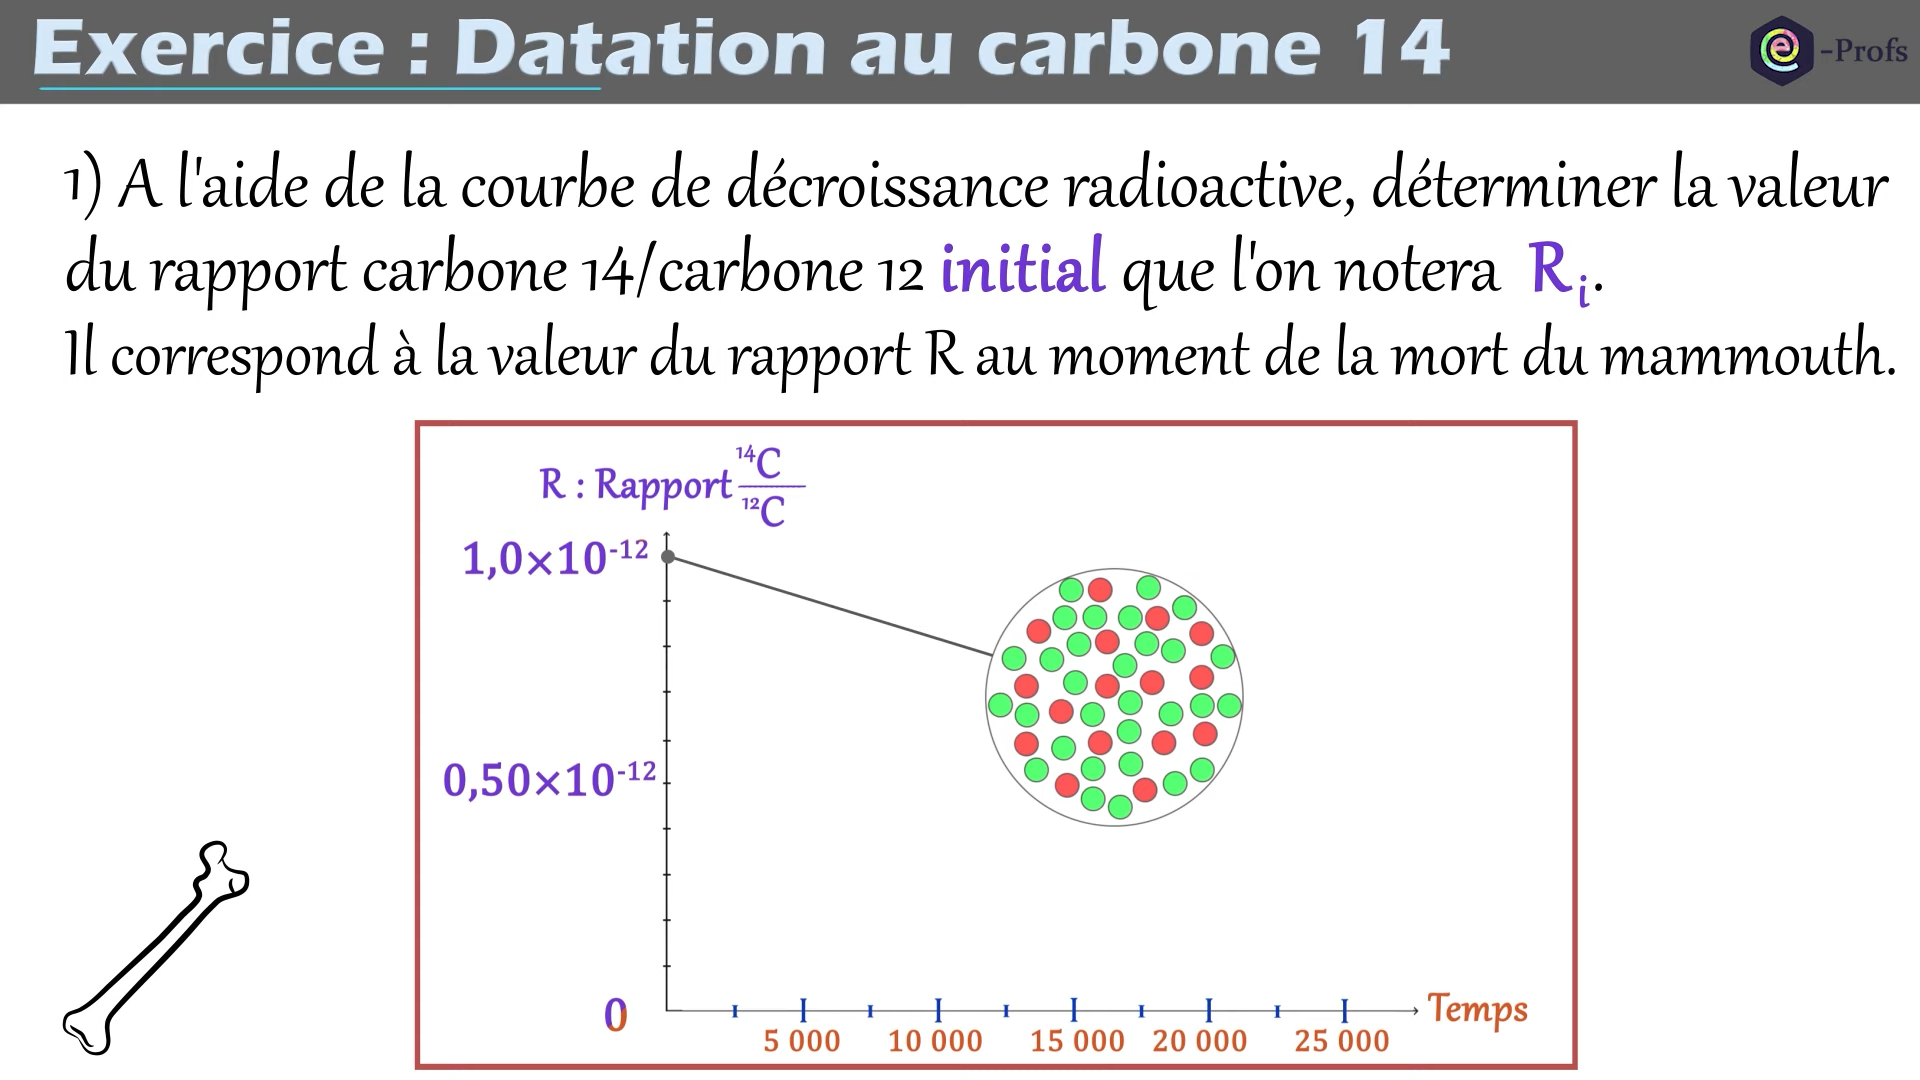 Exercice : Datation au carbone 14
e -Profs
1) A l'aide de la courbe de décroissance radioactive, déterminer la valeur
du rapport carbone 14/carbone 12 initial que l'on notera Rᵢ.
Il correspond à la valeur du rapport R au moment de la mort du mammouth.
R : Rapport ¹⁴C/¹²C
1,0×10⁻¹²
0,50×10⁻¹²
0
Temps
5 000 10 000 15 000 20 000 25 000